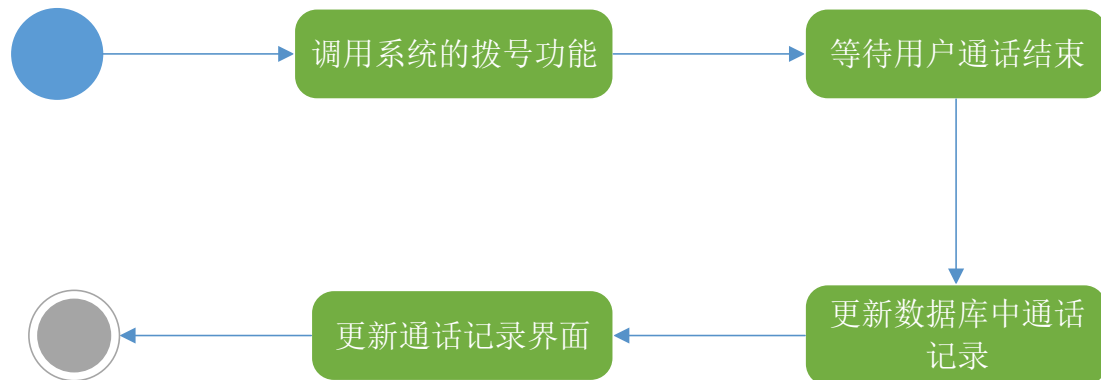 调用系统的拨号功能
等待用户通话结束
更新数据库中通话
记录
更新通话记录界面